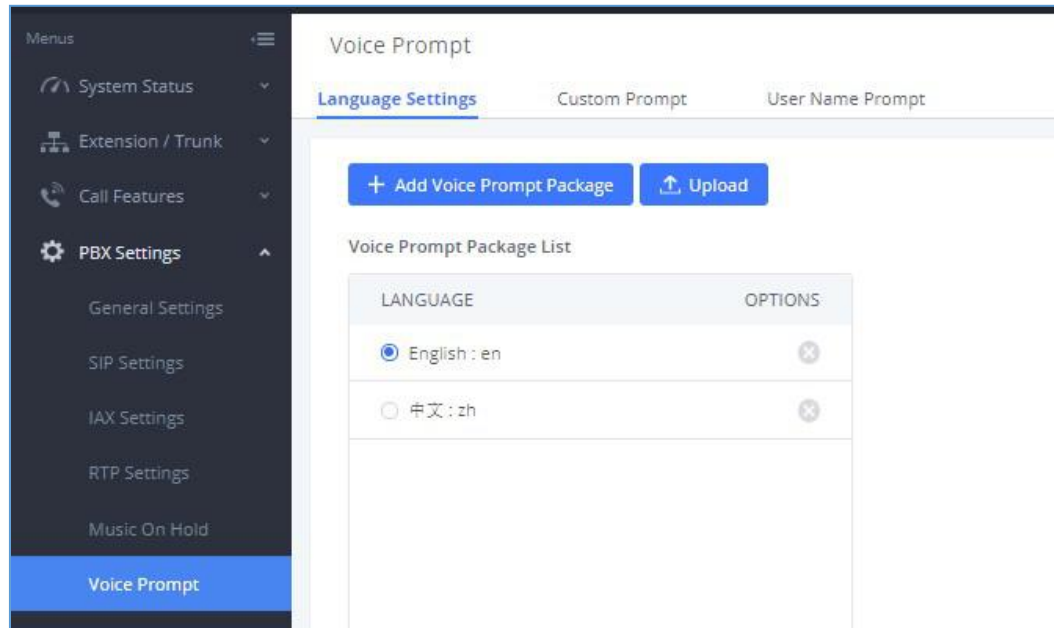 Menus
System Status
Extension / Trunk
Call Features
PBX Settings
General Settings
SIP Settings
IAX Settings
RTP Settings
Music On Hold
Voice Prompt
Voice Prompt
Language Settings Custom Prompt User Name Prompt
+ Add Voice Prompt Package Upload
Voice Prompt Package List
LANGUAGE OPTIONS
English : en
中文 : zh